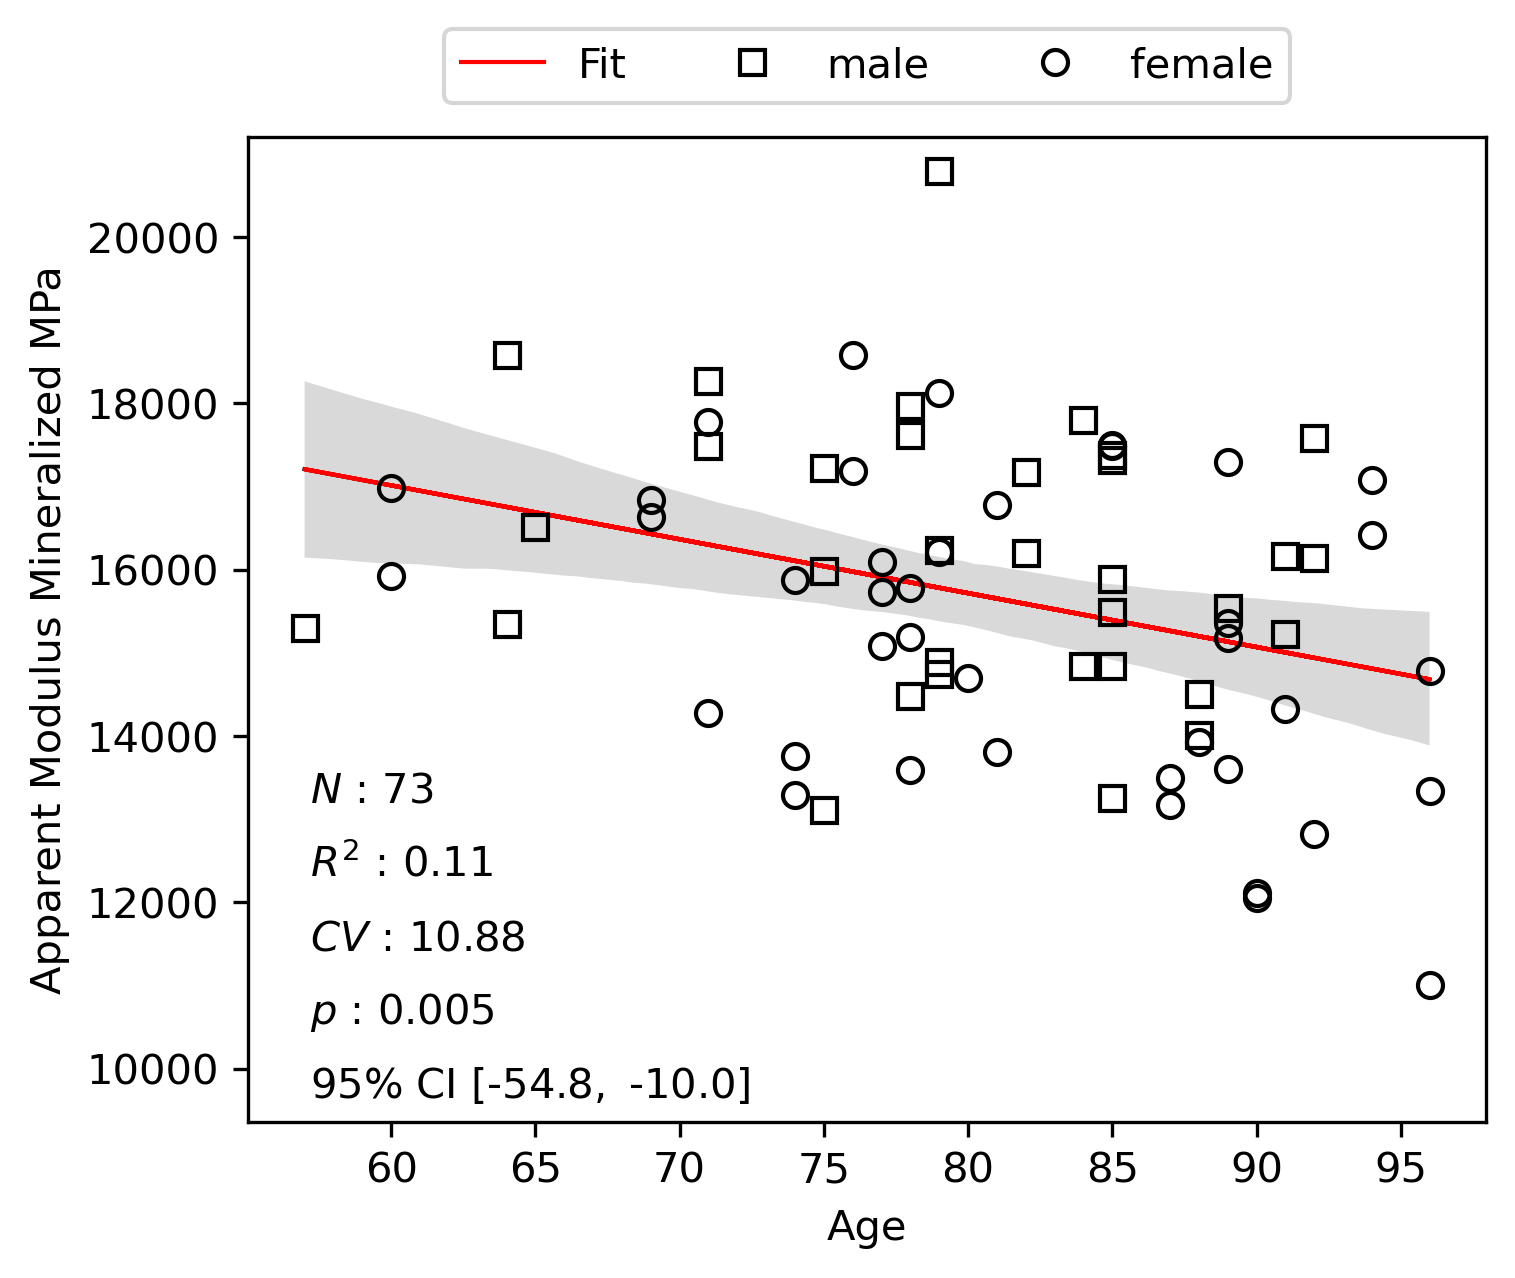 Fit male female
20000
18000
16000
14000
12000
10000
Apparent Modulus Mineralized MPa
N : 73
R² : 0.11
CV : 10.88
p : 0.005
95% CI [-54.8, -10.0]
60 65 70 75 80 85 90 95
Age